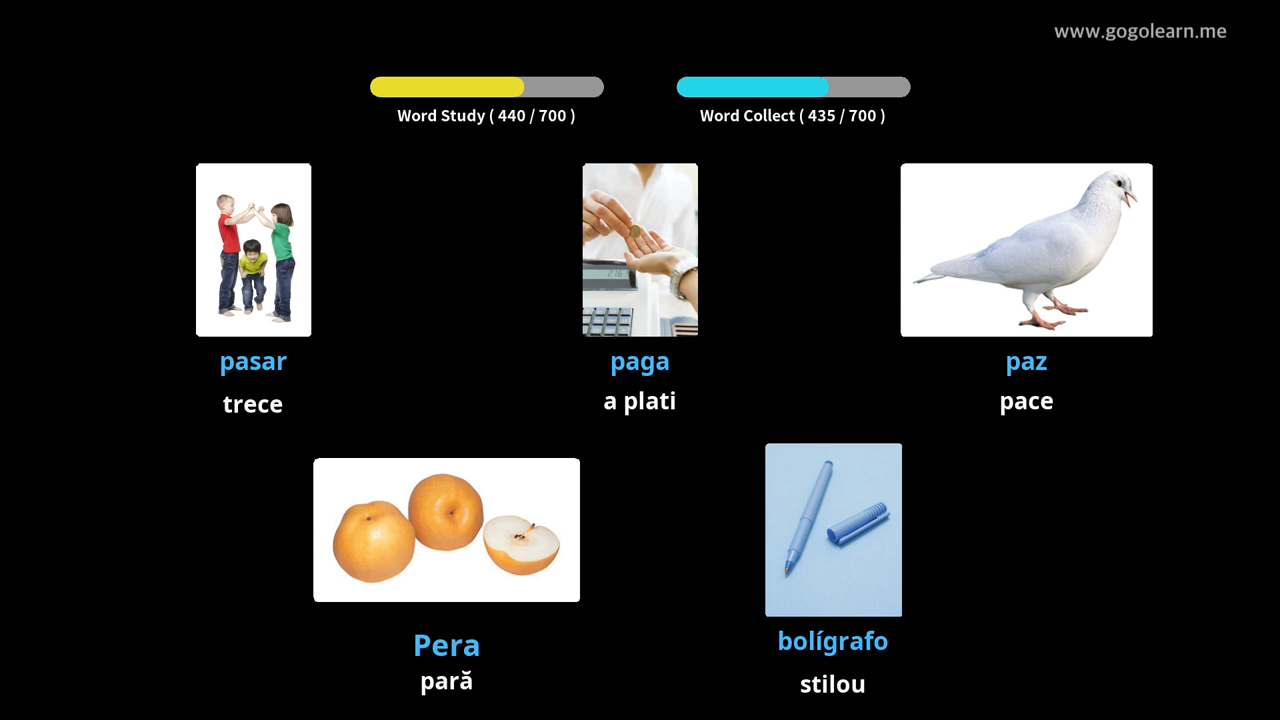 www.gogolearn.me
Word Study ( 440 / 700 )
Word Collect ( 435 / 700 )
pasar
trece
paga
a plati
paz
pace
Pera
pară
bolígrafo
stilou